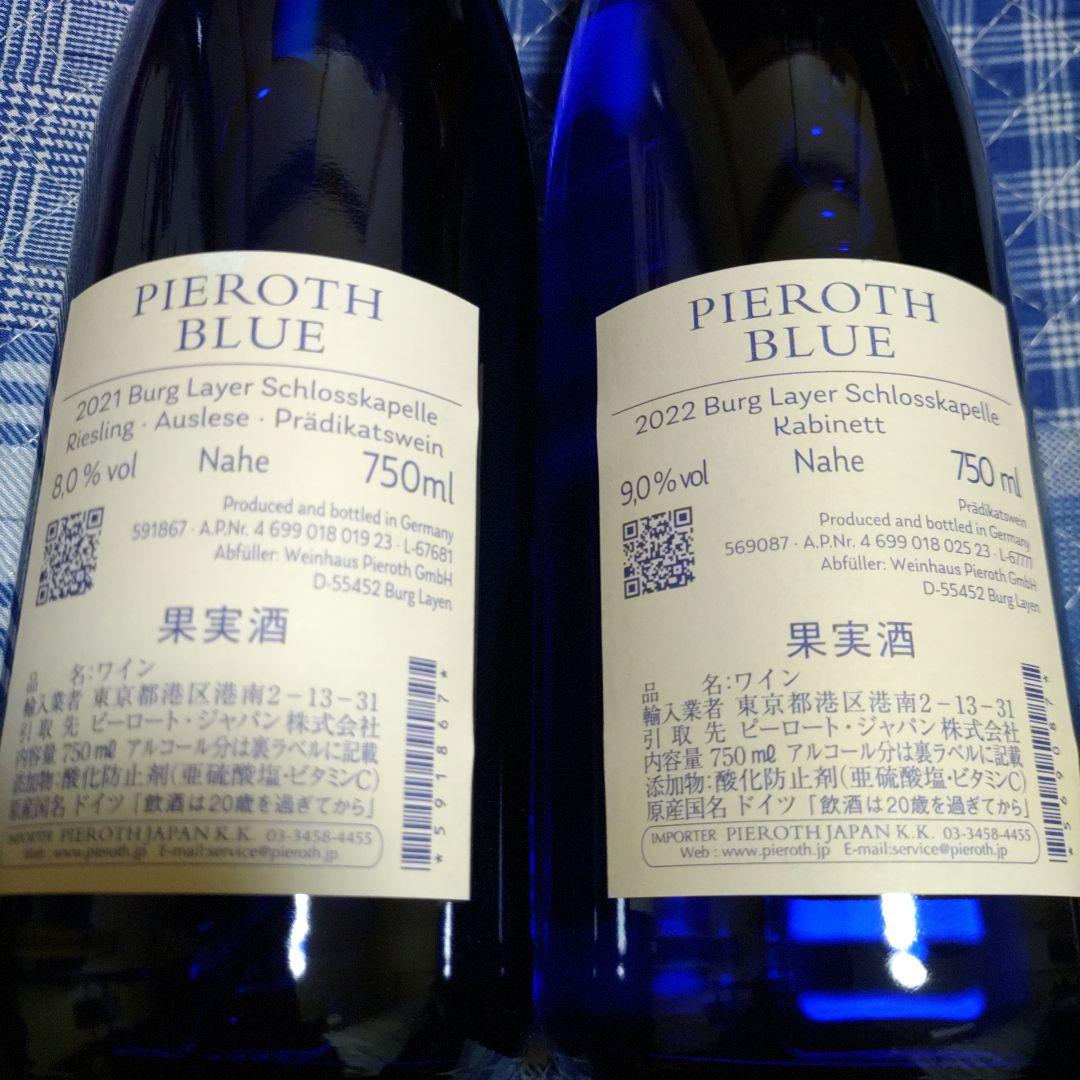 PIEROTH
BLUE
2021 Burg Layer Schlosskapelle
Riesling · Auslese · Prädikatswein
8,0 % vol Nahe 750ml
Produced and bottled in Germany
591867 · A.P.Nr. 4 699 018 019 23 · L-67681
Abfüller: Weinhaus Pieroth GmbH
D-55452 Burg Layen
果実酒
品 名:ワイン
輸入業者 東京都港区港南2-13-31
引取先 ピーロート・ジャパン株式会社
内容量 750㎖ アルコール分は裏ラベルに記載
添加物:酸化防止剤(亜硫酸塩・ビタミンC)
原産国名 ドイツ「飲酒は20歳を過ぎてから」
IMPORTER PIEROTH JAPAN K.K. 03-3458-4455
Web : www.pieroth.jp E-mail:service@pieroth.jp
*591867*
PIEROTH
BLUE
2022 Burg Layer Schlosskapelle
Kabinett
9,0 % vol Nahe 750 ml
Prädikatswein
Produced and bottled in Germany
569087 · A.P.Nr. 4 699 018 025 23 · L-67777
Abfüller: Weinhaus Pieroth GmbH
D-55452 Burg Layen
果実酒
品 名:ワイン
輸入業者 東京都港区港南2-13-31
引取先 ピーロート・ジャパン株式会社
内容量 750㎖ アルコール分は裏ラベルに記載
添加物:酸化防止剤(亜硫酸塩・ビタミンC)
原産国名 ドイツ「飲酒は20歳を過ぎてから」
IMPORTER PIEROTH JAPAN K.K. 03-3458-4455
Web : www.pieroth.jp E-mail:service@pieroth.jp
*569087*